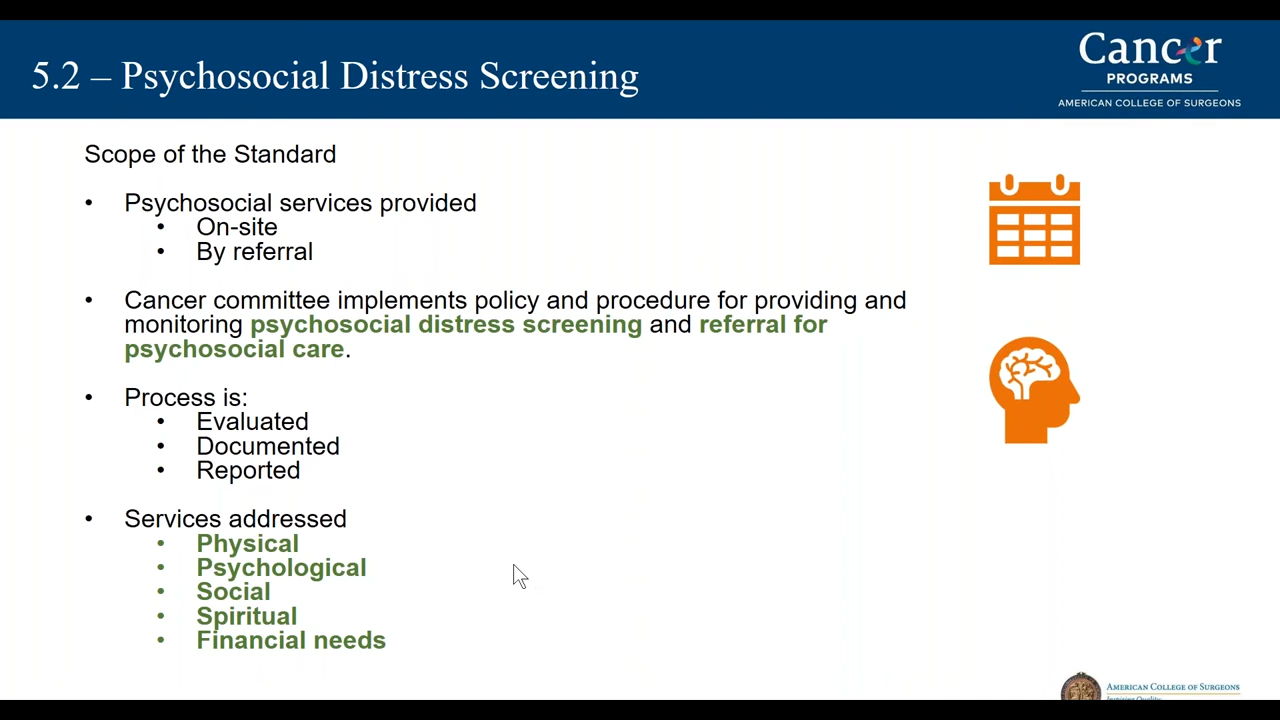 5.2 – Psychosocial Distress Screening
Cancer
PROGRAMS
AMERICAN COLLEGE OF SURGEONS
Scope of the Standard
• Psychosocial services provided
• On-site
• By referral
• Cancer committee implements policy and procedure for providing and
monitoring psychosocial distress screening and referral for
psychosocial care.
• Process is:
• Evaluated
• Documented
• Reported
• Services addressed
• Physical
• Psychological
• Social
• Spiritual
• Financial needs
AMERICAN COLLEGE OF SURGEONS